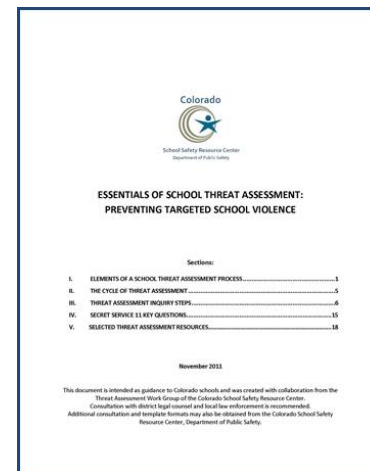 Colorado
School Safety Resource Center
Department of Public Safety
ESSENTIALS OF SCHOOL THREAT ASSESSMENT:
PREVENTING TARGETED SCHOOL VIOLENCE
Sections:
I. ELEMENTS OF A SCHOOL THREAT ASSESSMENT PROCESS..........1
II. THE CYCLE OF THREAT ASSESSMENT..........5
III. THREAT ASSESSMENT INQUIRY STEPS..........6
IV. SECRET SERVICE 11 KEY QUESTIONS..........15
V. SELECTED THREAT ASSESSMENT RESOURCES..........18
November 2011
This document is intended as guidance to Colorado schools and was created with collaboration from the
Threat Assessment Work Group of the Colorado School Safety Resource Center.
Consultation with district legal counsel and local law enforcement is recommended.
Additional consultation and template formats may also be obtained from the Colorado School Safety
Resource Center, Department of Public Safety.